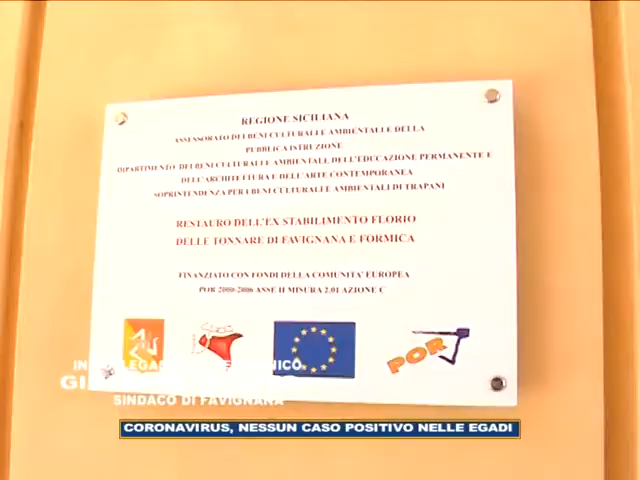 REGIONE SICILIANA
ASSESSORATO DEI BENI CULTURALI E AMBIENTALI E DELLA
PUBBLICA ISTRUZIONE
DIPARTIMENTO DEI BENI CULTURALI E AMBIENTALI, DELL'EDUCAZIONE PERMANENTE E
DELL'ARCHITETTURA E DELL'ARTE CONTEMPORANEA
SOPRINTENDENZA PER I BENI CULTURALI E AMBIENTALI DI TRAPANI
RESTAURO DELL'EX STABILIMENTO FLORIO
DELLE TONNARE DI FAVIGNANA E FORMICA
FINANZIATO CON FONDI DELLA COMUNITA' EUROPEA
POR 2000-2006 ASSE II MISURA 2.01 AZIONE C
POR
SINDACO DI FAVIGNANA
CORONAVIRUS, NESSUN CASO POSITIVO NELLE EGADI